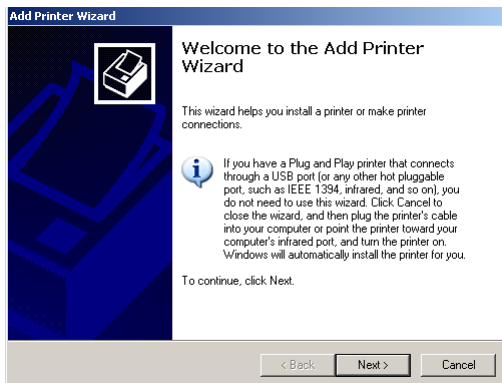 Add Printer Wizard
Welcome to the Add Printer
Wizard
This wizard helps you install a printer or make printer
connections.
If you have a Plug and Play printer that connects
through a USB port (or any other hot pluggable
port, such as IEEE 1394, infrared, and so on), you
do not need to use this wizard. Click Cancel to
close the wizard, and then plug the printer's cable
into your computer or point the printer toward your
computer's infrared port, and turn the printer on.
Windows will automatically install the printer for you.
To continue, click Next.
< Back Next > Cancel